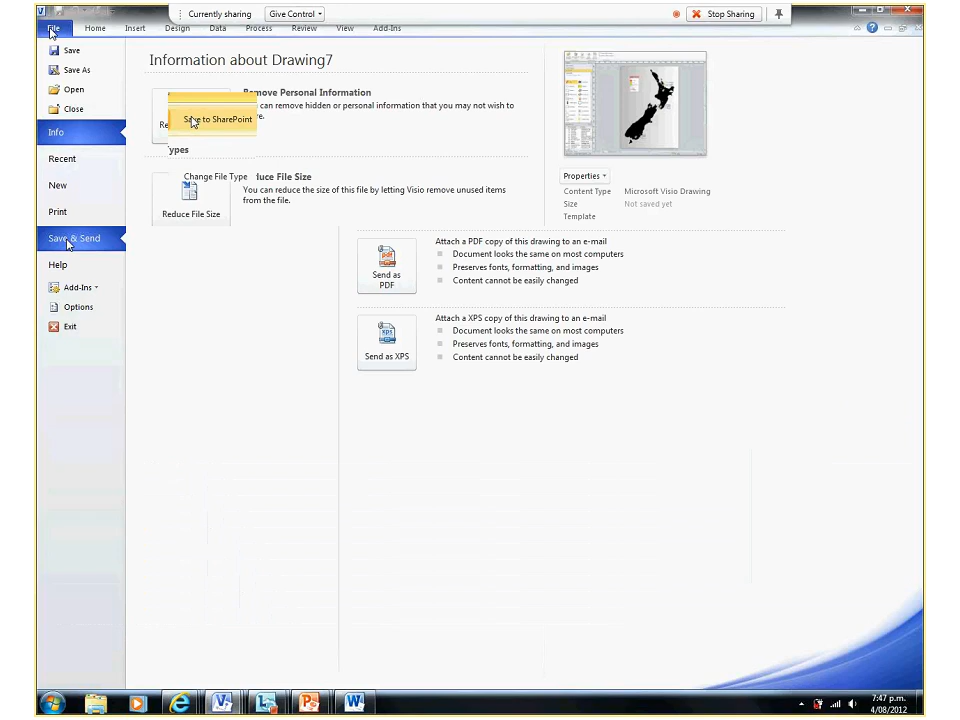 Currently sharing
Give Control
Stop Sharing
File
Home
Insert
Design
Data
Process
Review
View
Add-Ins
Save
Save As
Open
Close
Info
Recent
New
Print
Save & Send
Help
Add-Ins
Options
Exit
Information about Drawing7
Remove Personal Information
can remove hidden or personal information that you may not wish to
Re
Save to SharePoint
ypes
Change File Type
duce File Size
You can reduce the size of this file by letting Visio remove unused items
from the file.
Reduce File Size
Properties
Content Type Microsoft Visio Drawing
Size Not saved yet
Template
Send as
PDF
Attach a PDF copy of this drawing to an e-mail
Document looks the same on most computers
Preserves fonts, formatting, and images
Content cannot be easily changed
Send as XPS
Attach a XPS copy of this drawing to an e-mail
Document looks the same on most computers
Preserves fonts, formatting, and images
Content cannot be easily changed
7:47 p.m.
4/08/2012